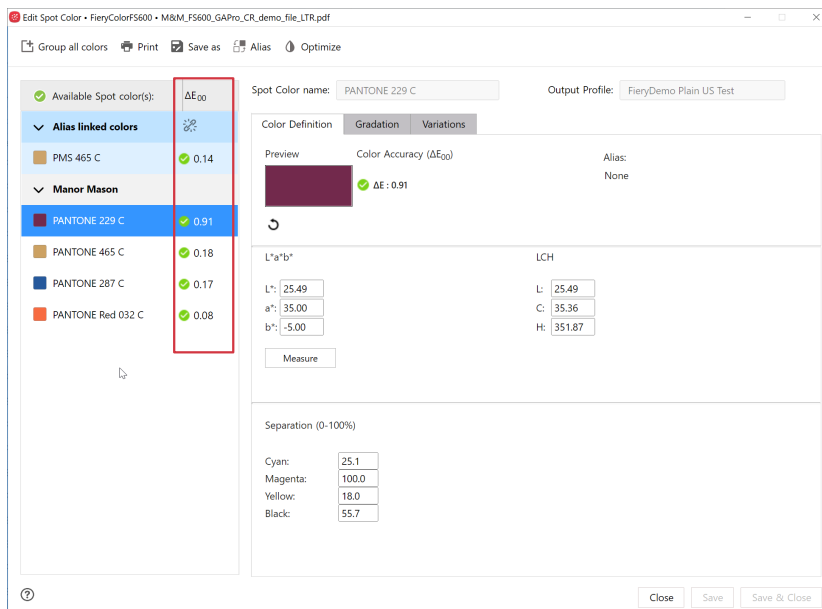 Edit Spot Color • FieryColorFS600 • M&M_FS600_GAPro_CR_demo_file_LTR.pdf
Group all colors Print Save as Alias Optimize
Available Spot color(s): ΔE00
Alias linked colors
PMS 465 C 0.14
Manor Mason
PANTONE 229 C 0.91
PANTONE 465 C 0.18
PANTONE 287 C 0.17
PANTONE Red 032 C 0.08
Spot Color name: PANTONE 229 C Output Profile: FieryDemo Plain US Test
Color Definition Gradation Variations
Preview Color Accuracy (ΔE00) Alias:
ΔE : 0.91 None
L*a*b* LCH
L*: 25.49 L: 25.49
a*: 35.00 C: 35.36
b*: -5.00 H: 351.87
Measure
Separation (0-100%)
Cyan: 25.1
Magenta: 100.0
Yellow: 18.0
Black: 55.7
Close Save Save & Close